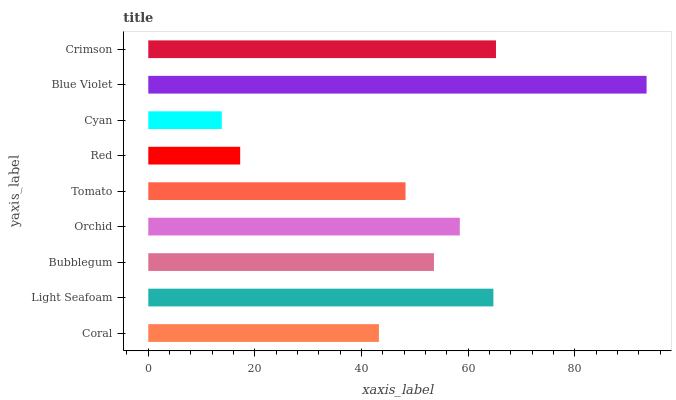 title
Crimson
Blue Violet
Cyan
Red
Tomato
Orchid
Bubblegum
Light Seafoam
Coral
yaxis_label
0 20 40 60 80
xaxis_label